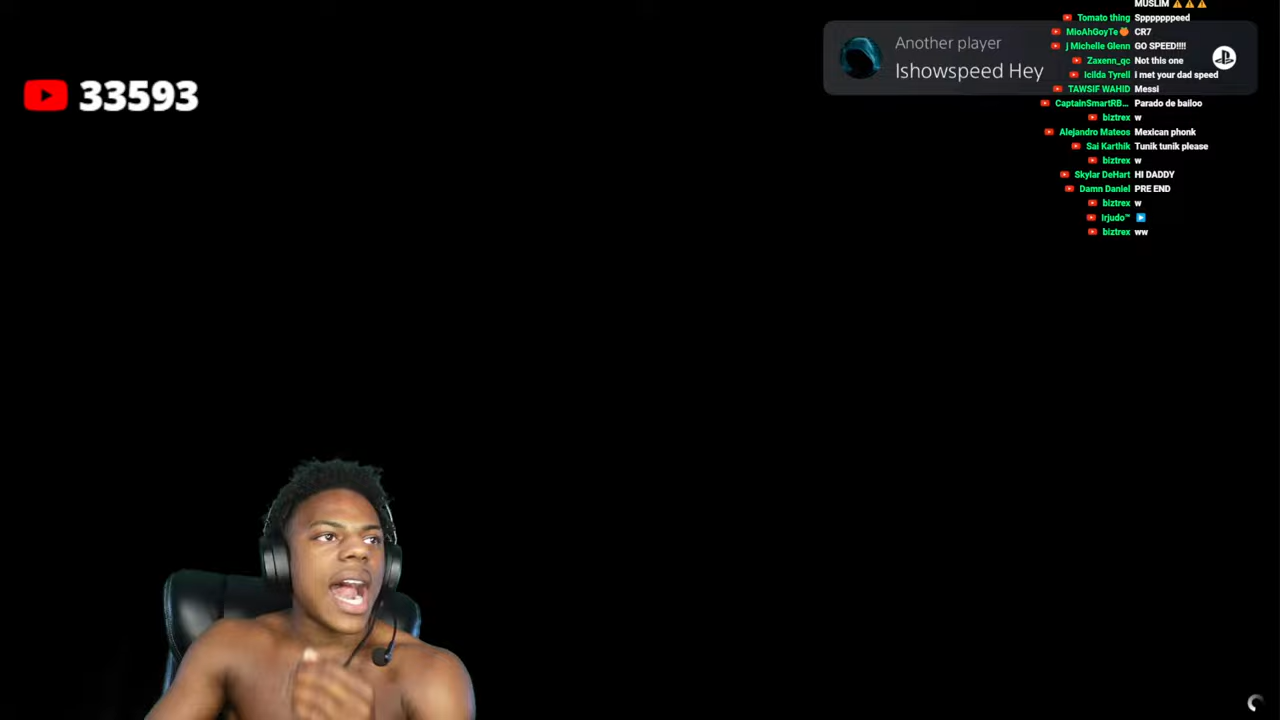 33593
Another player
Ishowspeed Hey
MUSLIM ⚠️⚠️⚠️
Tomato thing Spppppppeed
MioAhGoyTe🍑 CR7
j Michelle Glenn GO SPEED!!!!
Zaxenn_qc Not this one
Icilda Tyrell i met your dad speed
TAWSIF WAHID Messi
CaptainSmartRB... Parado de bailoo
biztrex w
Alejandro Mateos Mexican phonk
Sai Karthik Tunik tunik please
biztrex w
Skylar DeHart HI DADDY
Damn Daniel PRE END
biztrex w
Irjudo™ ▶️
biztrex ww